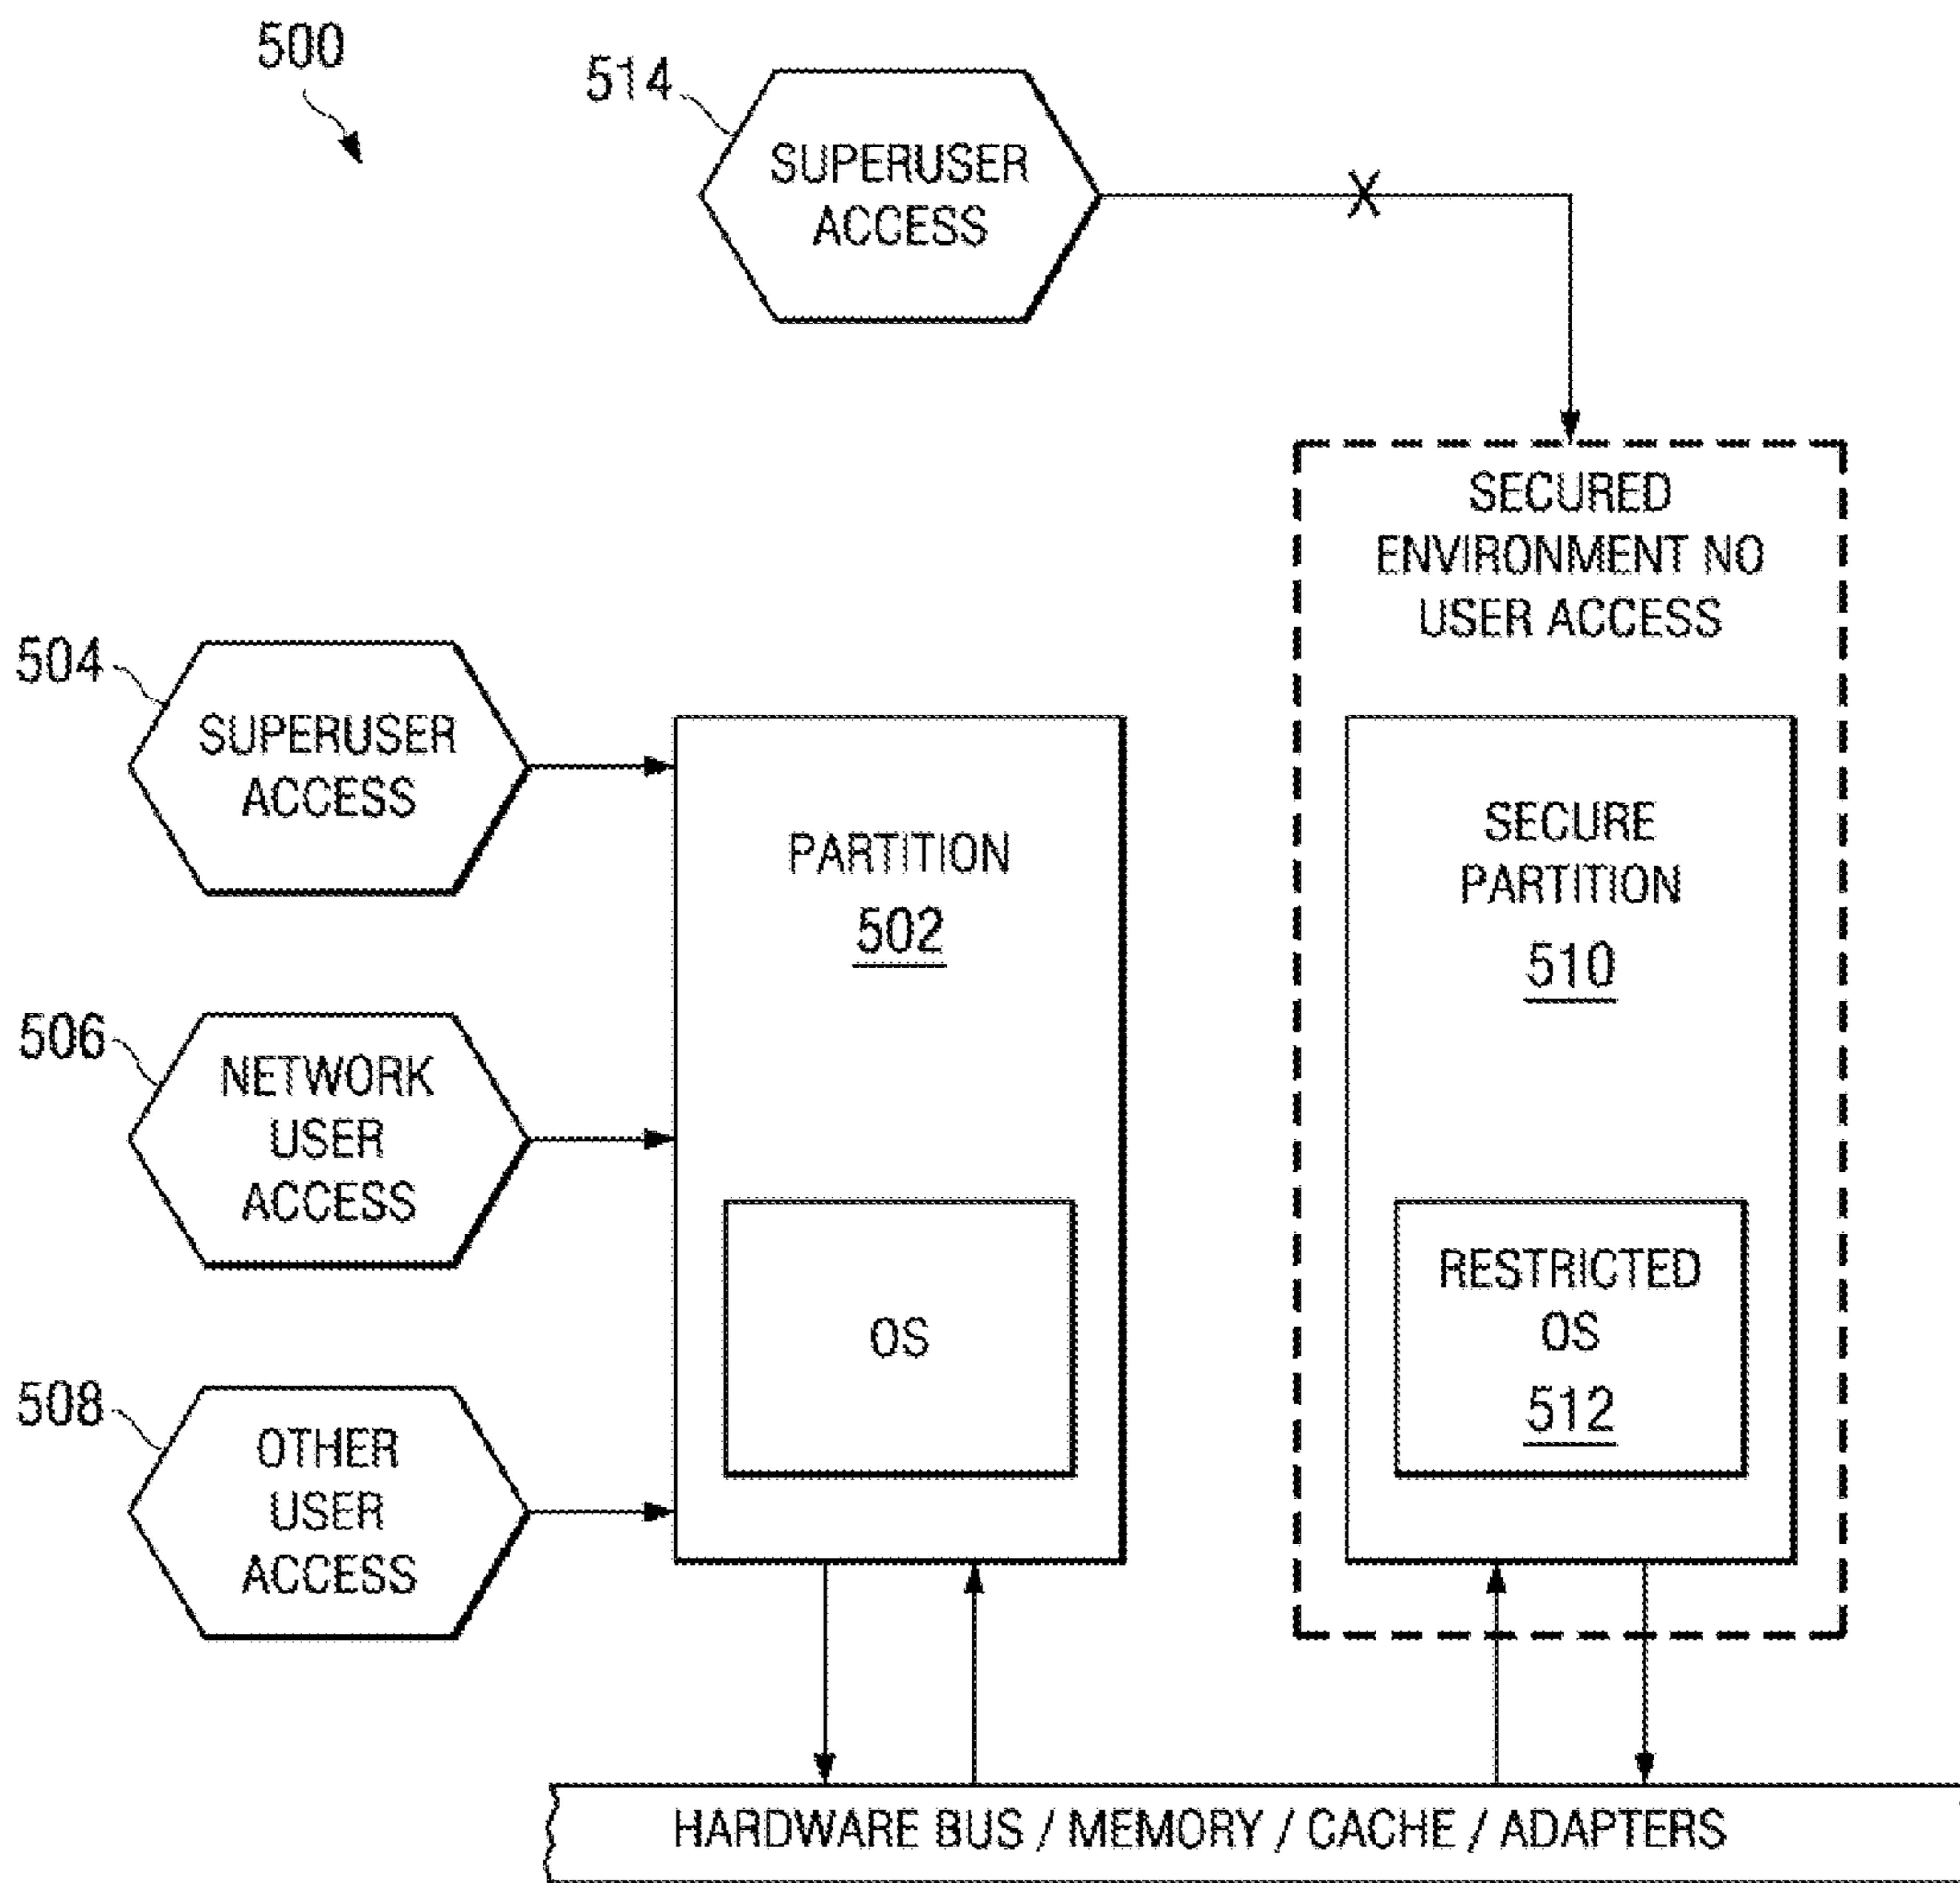 500
514
SUPERUSER
ACCESS
SECURED
ENVIRONMENT NO
USER ACCESS
504
SUPERUSER
ACCESS
PARTITION
502
SECURE
PARTITION
510
506
NETWORK
USER
ACCESS
OS
RESTRICTED
OS
512
508
OTHER
USER
ACCESS
HARDWARE BUS / MEMORY / CACHE / ADAPTERS